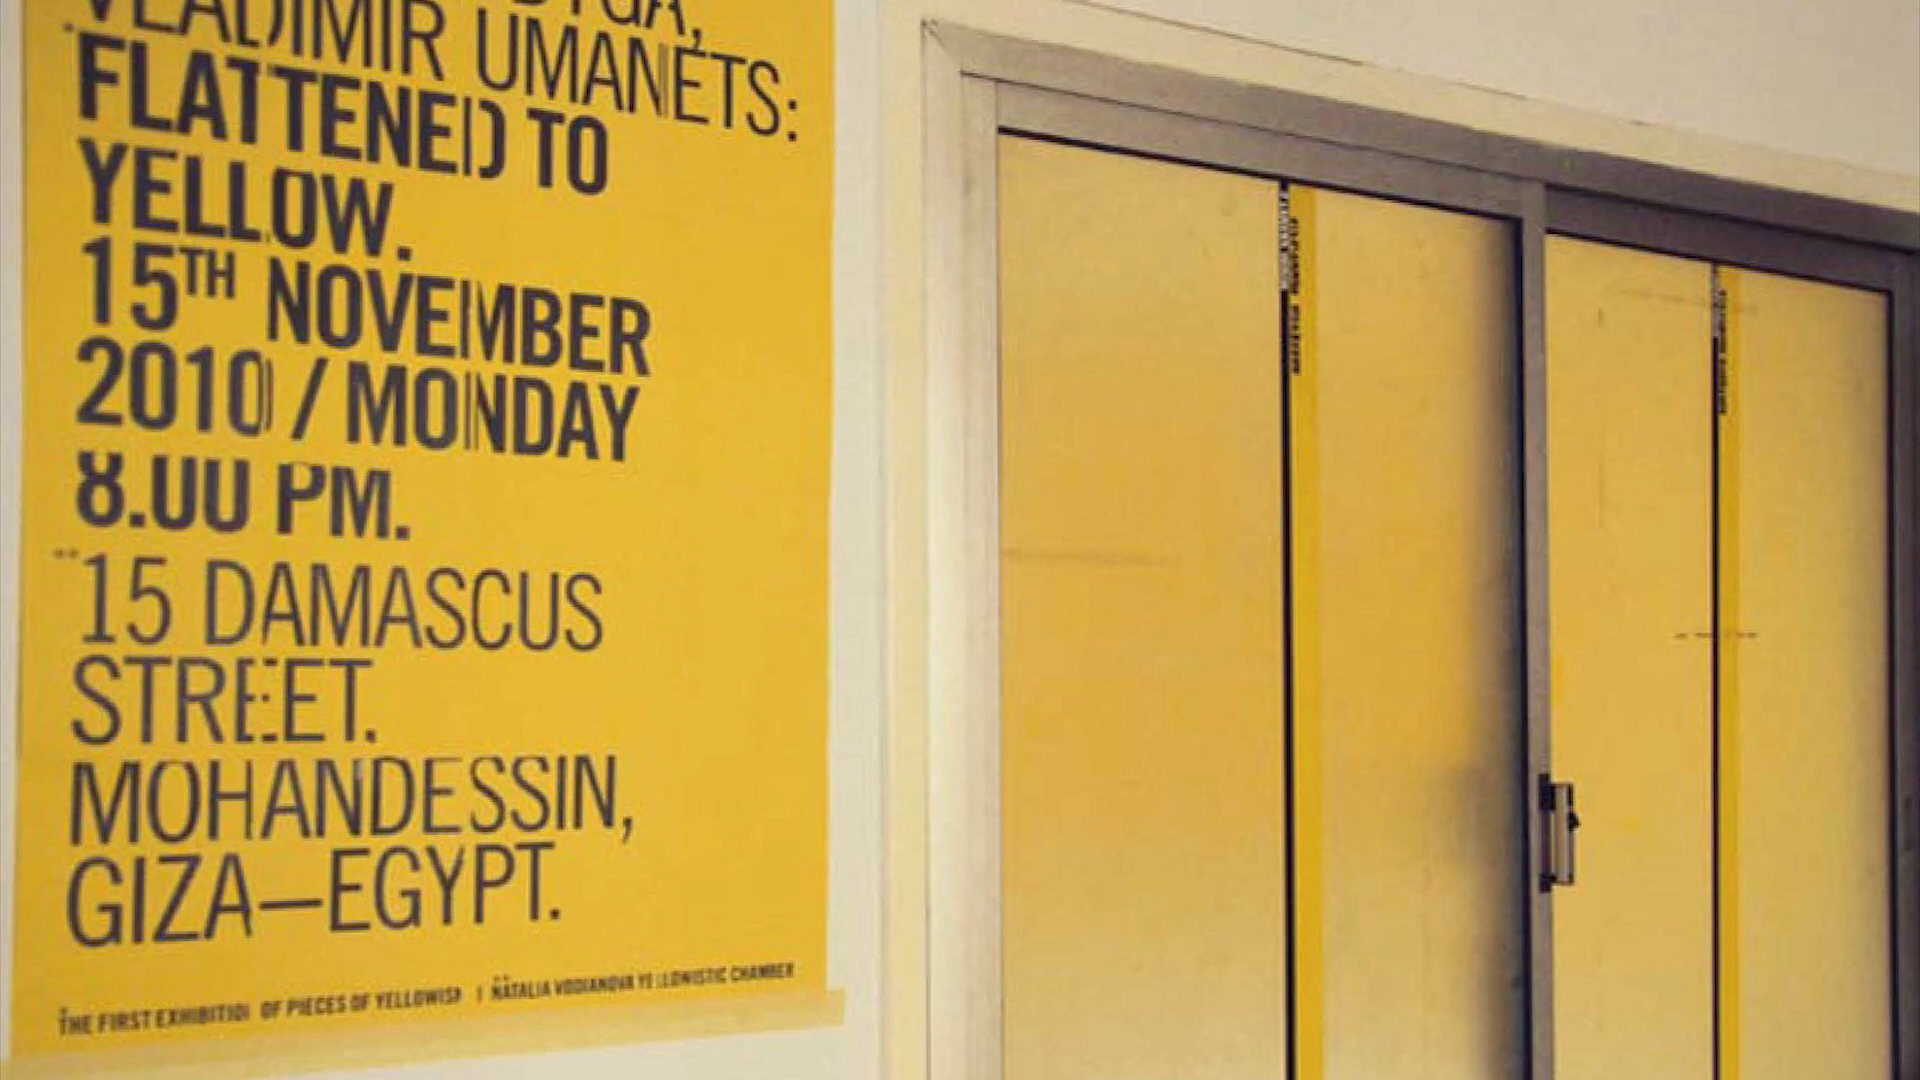 VLADIMIR UMANETS:
FLATTENED TO
YELLOW.
15TH NOVEMBER
2010 / MONDAY
8.00 PM.
15 DAMASCUS
STREET.
MOHANDESSIN,
GIZA—EGYPT.
THE FIRST EXHIBITION OF PIECES OF YELLOWISM | NATALIA VODIANOVA YELLOWISTIC CHAMBER